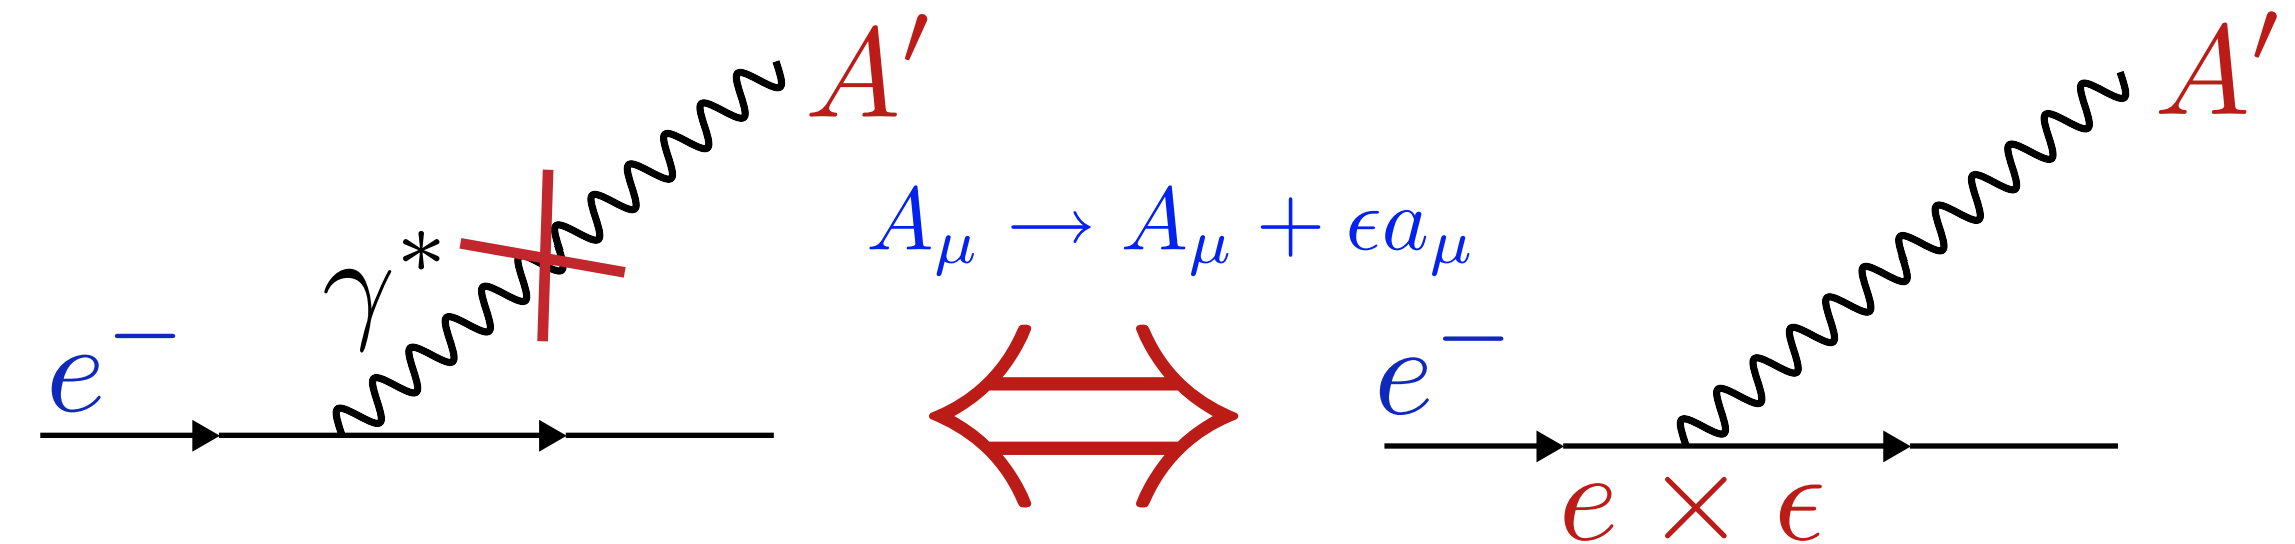 A′
A′
Aμ → Aμ + ϵaμ
γ*
e⁻
e⁻
e × ϵ